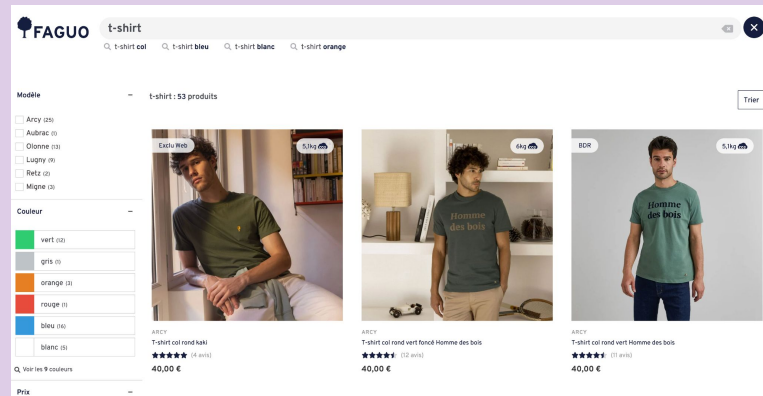 FAGUO
t-shirt
t-shirt col
t-shirt bleu
t-shirt blanc
t-shirt orange
Modèle
t-shirt : 53 produits
Trier
Arcy (25)
Aubrac (1)
Olonne (13)
Lugny (9)
Retz (2)
Migne (3)
Couleur
vert (12)
gris (1)
orange (3)
rouge (1)
bleu (16)
blanc (5)
Voir les 9 couleurs
Prix
Exclu Web
5,1kg
ARCY
T-shirt col rond kaki
(4 avis)
40,00 €
6kg
Homme
des bois
ARCY
T-shirt col rond vert foncé Homme des bois
(12 avis)
40,00 €
BDR
5,1kg
Homme
des bois
ARCY
T-shirt col rond vert Homme des bois
(11 avis)
40,00 €